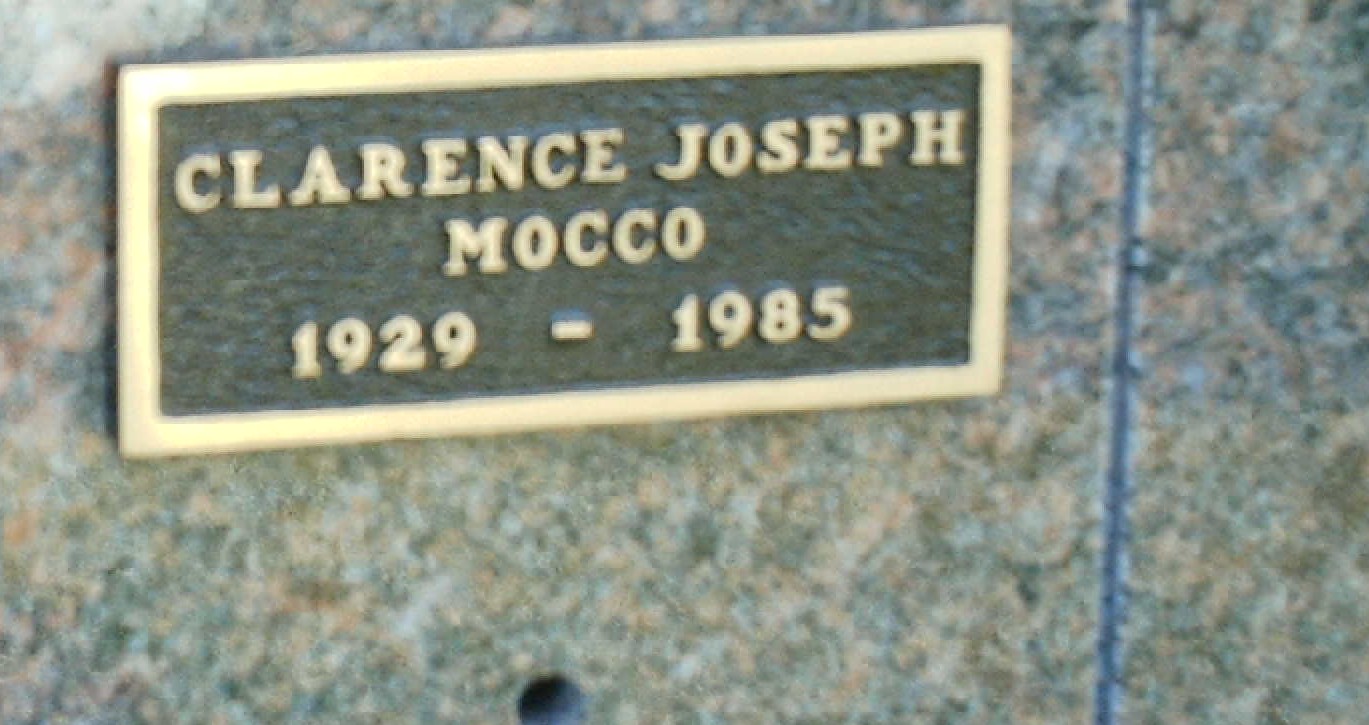 CLARENCE JOSEPH
MOCCO
1929 - 1985